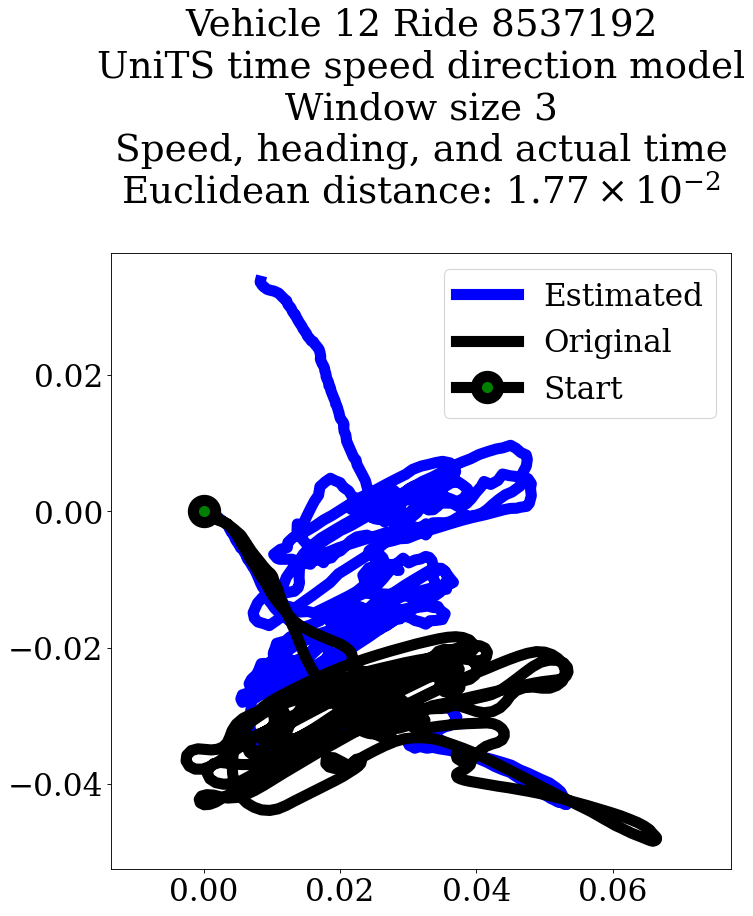 Vehicle 12 Ride 8537192
UniTS time speed direction model
Window size 3
Speed, heading, and actual time
Euclidean distance: 1.77 × 10⁻²
Estimated
Original
Start
0.02
0.00
−0.02
−0.04
0.00 0.02 0.04 0.06